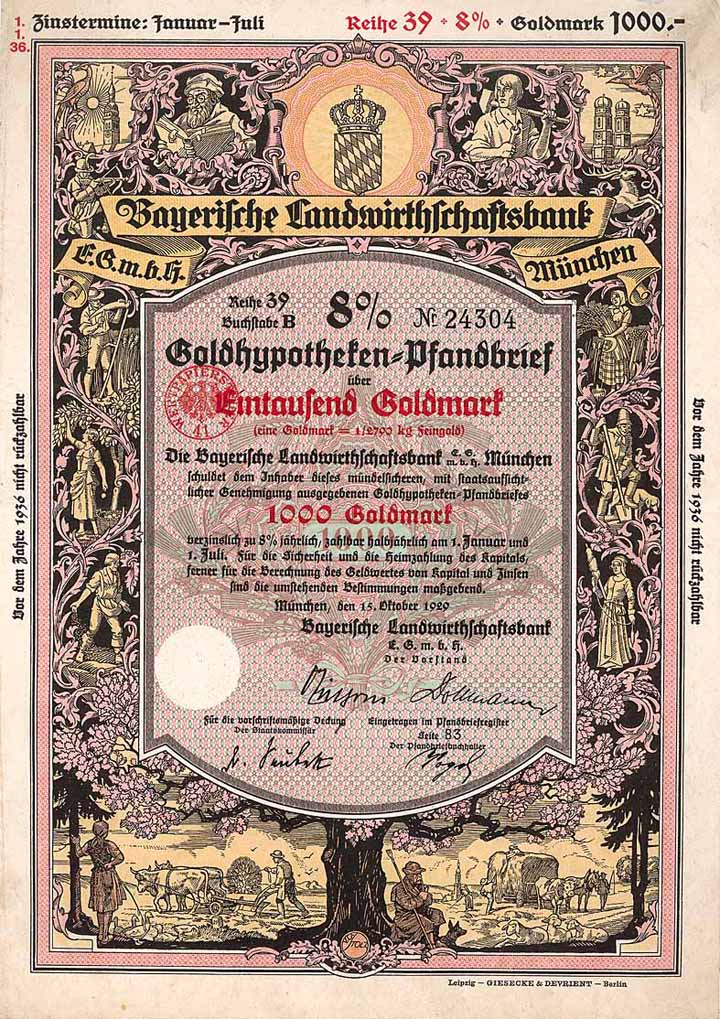 1.
1.
36.
Zinstermine: Januar–Juli
Reihe 39 + 8% + Goldmark 1000.-
Bayerische Landwirthschaftsbank
E.G.m.b.H.
München
Reihe 39
Buchstabe B
8%
№ 24304
Goldhypotheken-Pfandbrief
über
Eintausend Goldmark
(eine Goldmark = 1/2790 kg Feingold)
Die Bayerische Landwirthschaftsbank E.G.m.b.H. München
schuldet dem Inhaber dieses mündelsicheren, mit staatsaufsicht-
licher Genehmigung ausgegebenen Goldhypotheken-Pfandbriefes
1000 Goldmark
verzinslich zu 8% jährlich, zahlbar halbjährlich am 1. Januar und
1. Juli. Für die Sicherheit und die Heimzahlung des Kapitals,
ferner für die Berechnung des Geldwertes von Kapital und Zinsen
sind die umstehenden Bestimmungen maßgebend.
München, den 15. Oktober 1929
Bayerische Landwirthschaftsbank
E. G. m. b. H.
Der Vorstand
Für die vorschriftsmäßige Deckung
Der Staatskommissär
Eingetragen im Pfandbriefregister
Seite 83
Der Pfandbriefbuchhalter
Vor dem Jahre 1936 nicht rückzahlbar
Vor dem Jahre 1936 nicht rückzahlbar
Leipzig – GIESECKE & DEVRIENT – Berlin